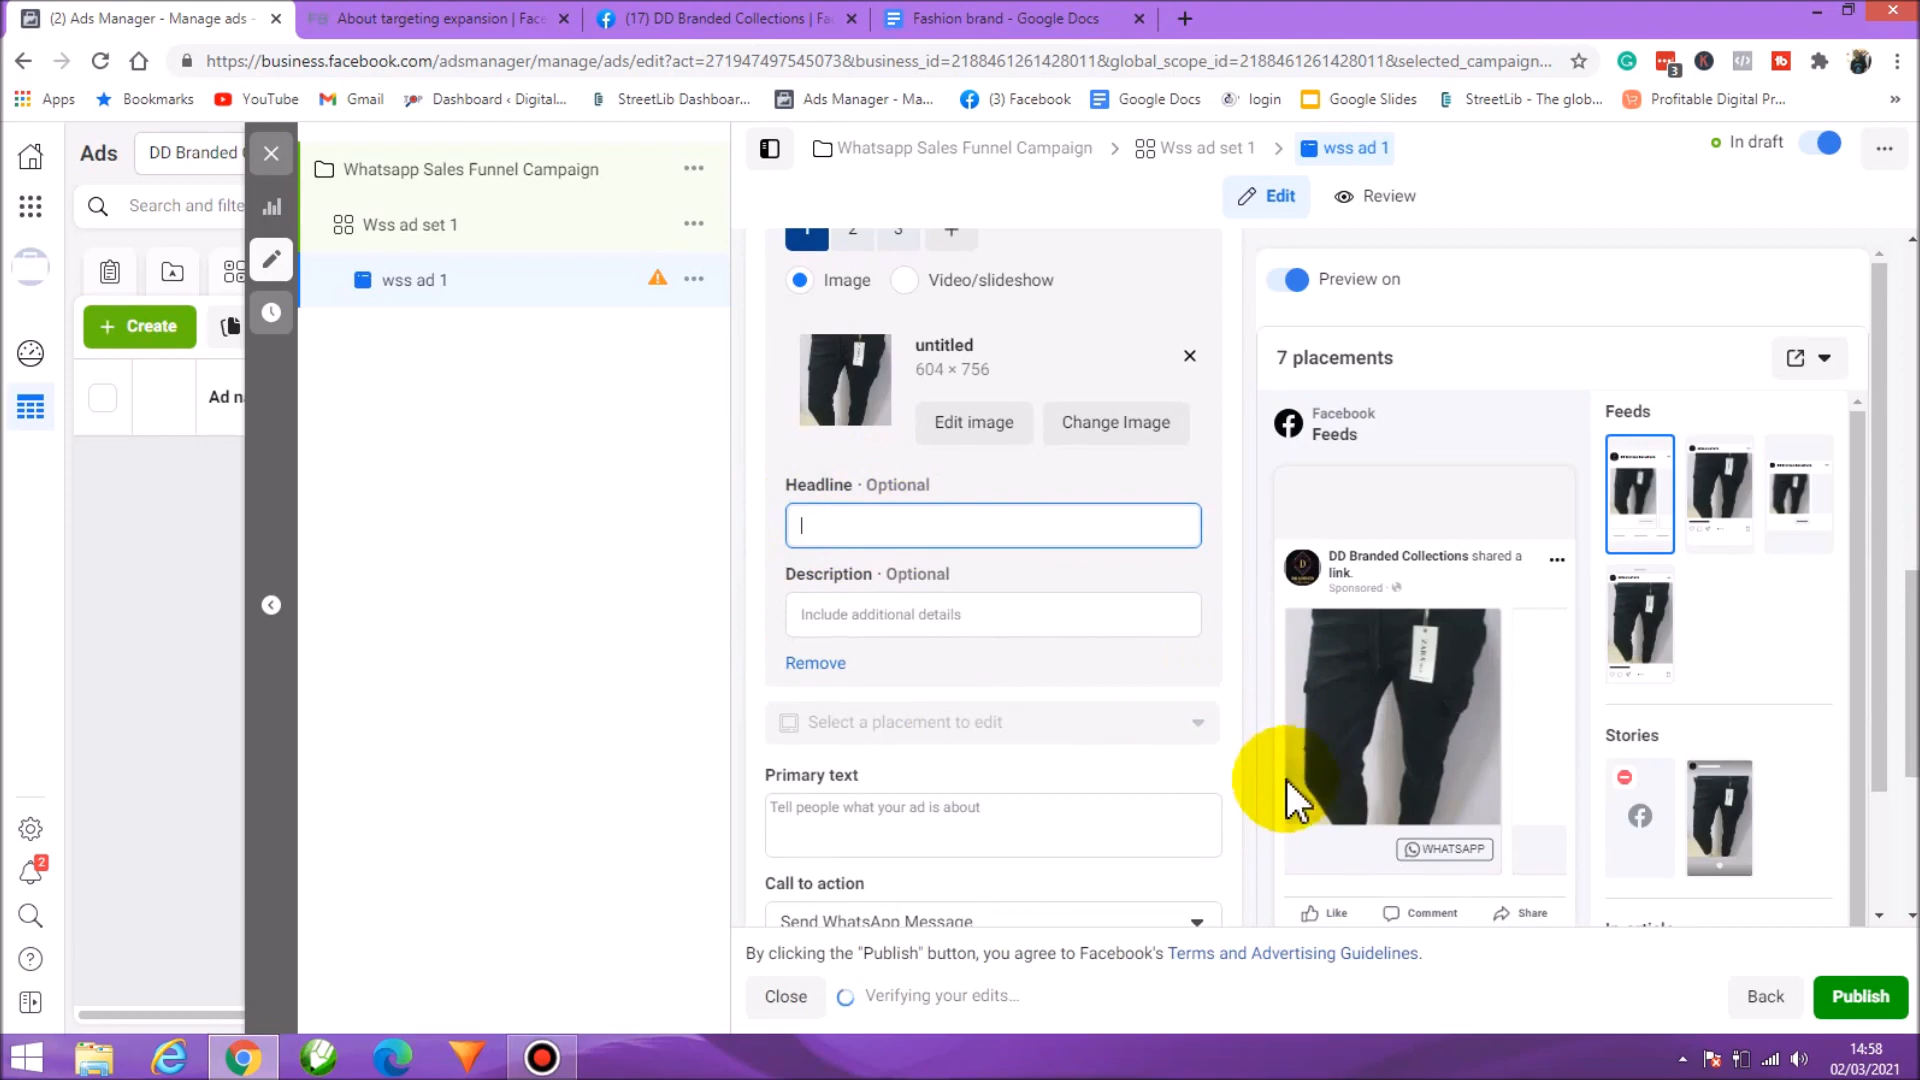 (2) Ads Manager - Manage ads -
About targeting expansion | Face
(17) DD Branded Collections | Fa
Fashion brand - Google Docs
https://business.facebook.com/adsmanager/manage/ads/edit?act=271947497545073&business_id=2188461261428011&global_scope_id=2188461261428011&selected_campaign...
3
Apps
Bookmarks
YouTube
Gmail
Dashboard ‹ Digital...
StreetLib Dashboar...
Ads Manager - Ma...
(3) Facebook
Google Docs
login
Google Slides
StreetLib - The glob...
Profitable Digital Pr...
»
Ads
DD Branded C
Search and filte
+ Create
Ad n
2
Whatsapp Sales Funnel Campaign
Wss ad set 1
wss ad 1
Whatsapp Sales Funnel Campaign > Wss ad set 1 > wss ad 1
In draft
Edit
Review
1 2 3 +
Image
Video/slideshow
untitled
604 × 756
Edit image
Change Image
Headline · Optional
Description · Optional
Include additional details
Remove
Select a placement to edit
Primary text
Tell people what your ad is about
Call to action
Send WhatsApp Message
Preview on
7 placements
Facebook
Feeds
DD Branded Collections shared a
link.
Sponsored ·
ZARA
WHATSAPP
Like
Comment
Share
Feeds
Stories
By clicking the "Publish" button, you agree to Facebook's Terms and Advertising Guidelines.
Close
Verifying your edits...
Back
Publish
14:58
02/03/2021